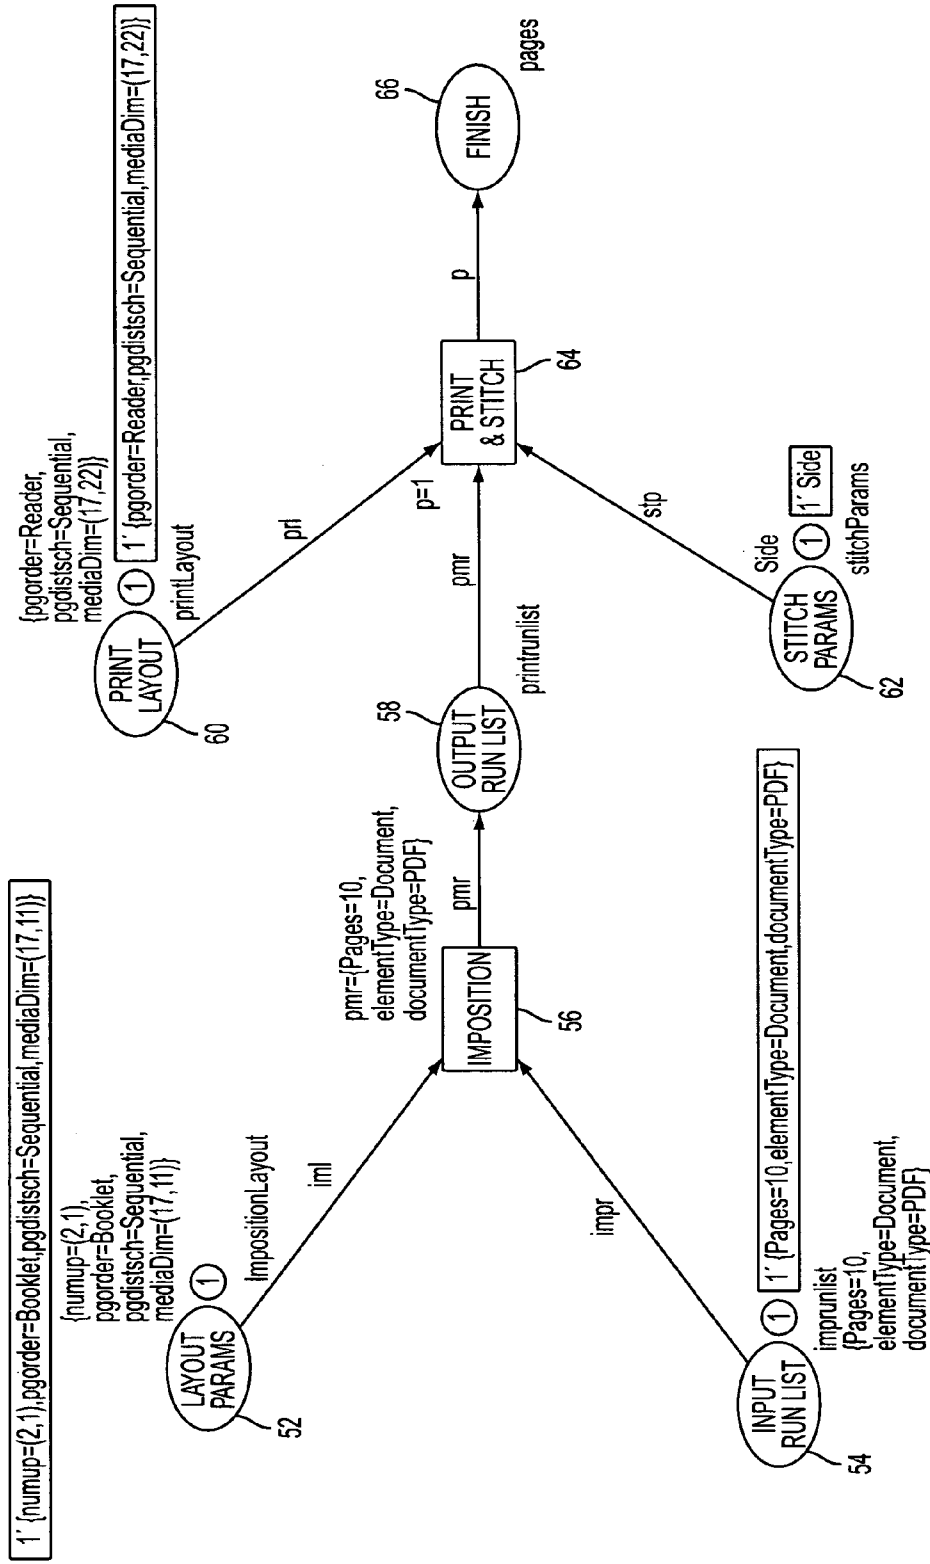 1´ {numup=(2,1),pgorder=Booklet,pgdistsch=Sequential,mediaDim=(17,11)}
{numup=(2,1),
pgorder=Booklet,
pgdistsch=Sequential,
mediaDim=(17,11)}
LAYOUT
PARAMS
1
52
ImpositionLayout
iml
INPUT
RUN LIST
1
1´ {Pages=10,elementType=Document,documentType=PDF}
54
imprunlist
{Pages=10,
elementType=Document,
documentType=PDF}
impr
IMPOSITION
56
pmr={Pages=10,
elementType=Document,
documentType=PDF}
pmr
OUTPUT
RUN LIST
58
printrunlist
pmr
{pgorder=Reader,
pgdistsch=Sequential,
mediaDim=(17,22)}
PRINT
LAYOUT
1
1´ {pgorder=Reader,pgdistsch=Sequential,mediaDim=(17,22)}
60
printLayout
prl
p=1
STITCH
PARAMS
Side
1
1´ Side
62
stitchParams
stp
PRINT
& STITCH
64
p
FINISH
66
pages